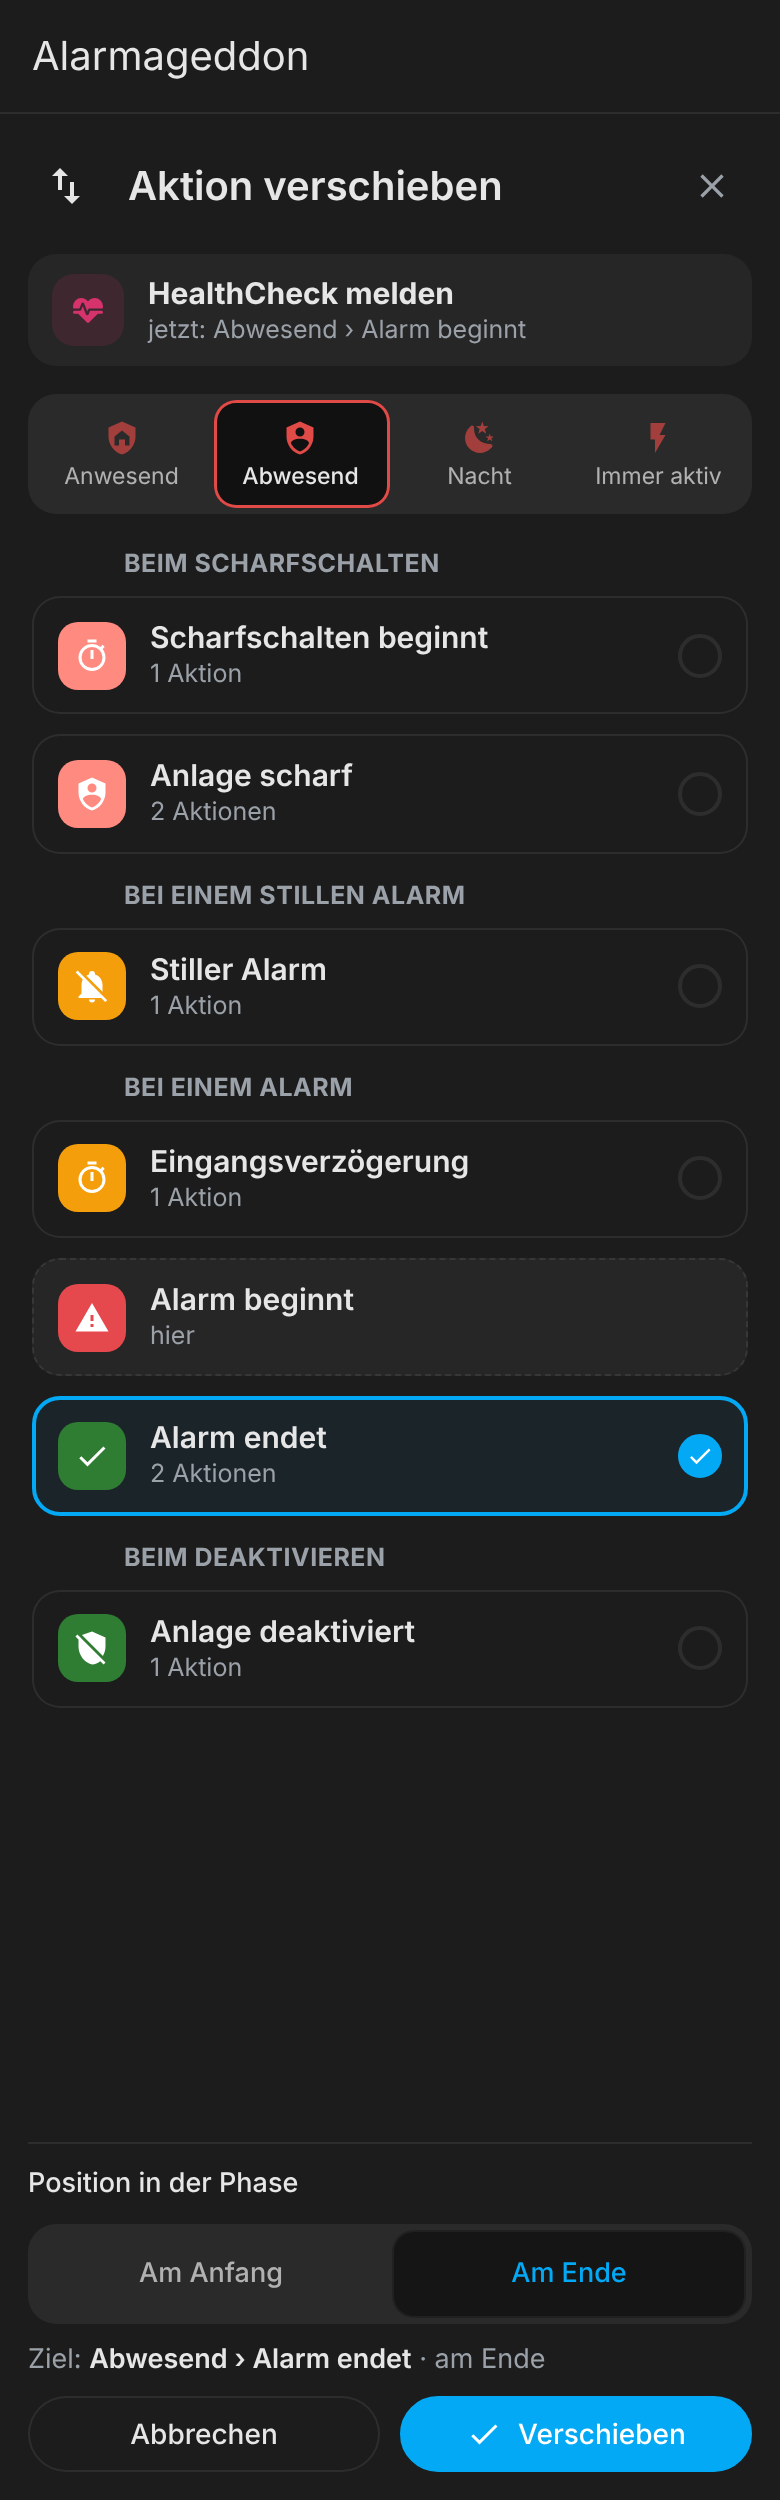 Alarmageddon
Aktion verschieben
HealthCheck melden
jetzt: Abwesend › Alarm beginnt
Anwesend
Abwesend
Nacht
Immer aktiv
BEIM SCHARFSCHALTEN
Scharfschalten beginnt
1 Aktion
Anlage scharf
2 Aktionen
BEI EINEM STILLEN ALARM
Stiller Alarm
1 Aktion
BEI EINEM ALARM
Eingangsverzögerung
1 Aktion
Alarm beginnt
hier
Alarm endet
2 Aktionen
BEIM DEAKTIVIEREN
Anlage deaktiviert
1 Aktion
Position in der Phase
Am Anfang
Am Ende
Ziel: Abwesend › Alarm endet · am Ende
Abbrechen
Verschieben